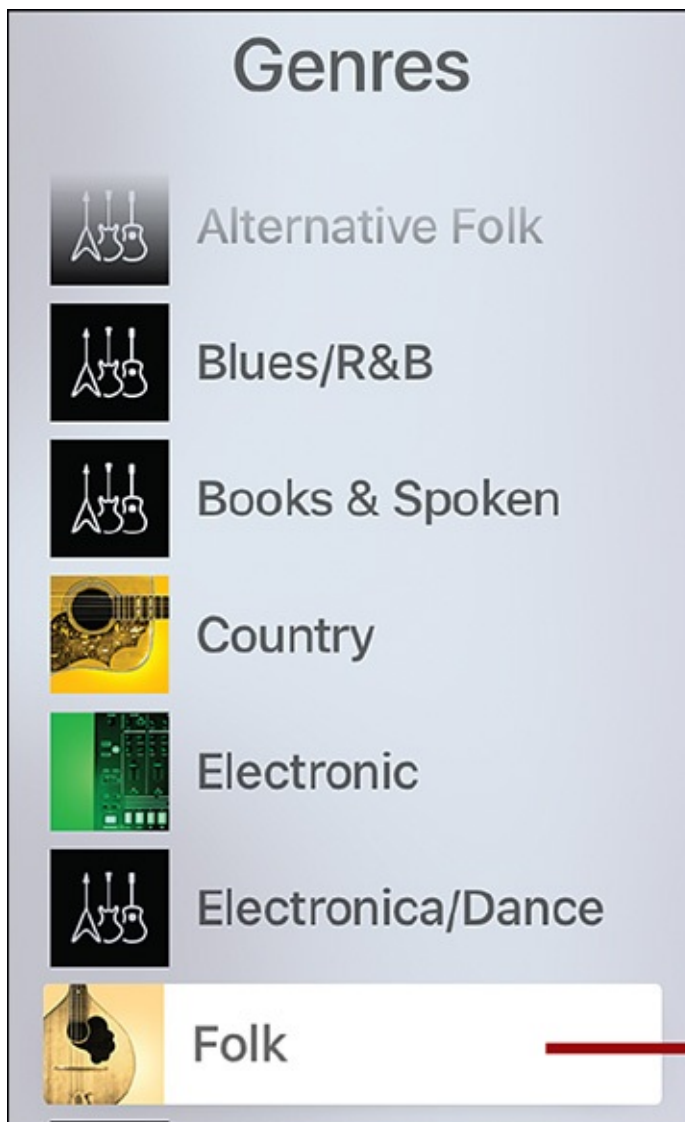 Genres
Alternative Folk
Blues/R&B
Books & Spoken
Country
Electronic
Electronica/Dance
Folk